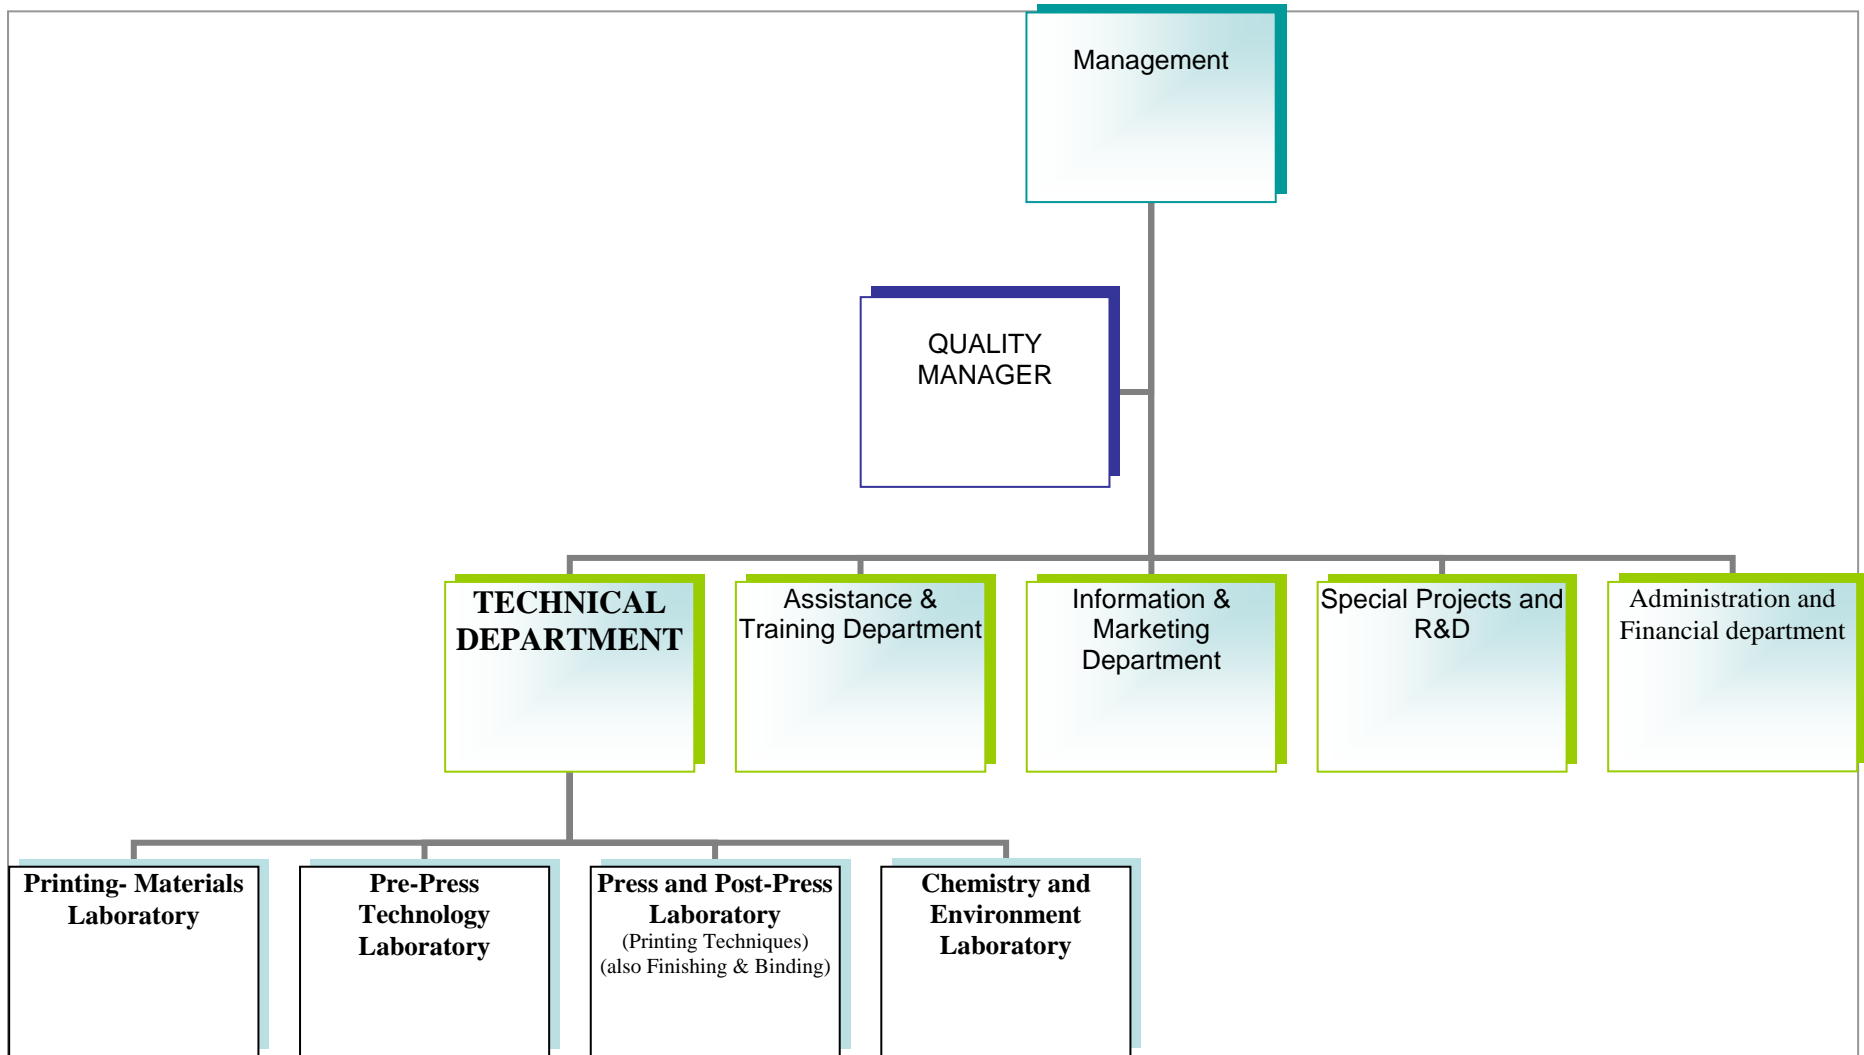 Management
QUALITY
MANAGER
TECHNICAL
DEPARTMENT
Assistance &
Training Department
Information &
Marketing
Department
Special Projects and
R&D
Administration and
Financial department
Printing- Materials
Laboratory
Pre-Press
Technology
Laboratory
Press and Post-Press
Laboratory
(Printing Techniques)
(also Finishing & Binding)
Chemistry and
Environment
Laboratory